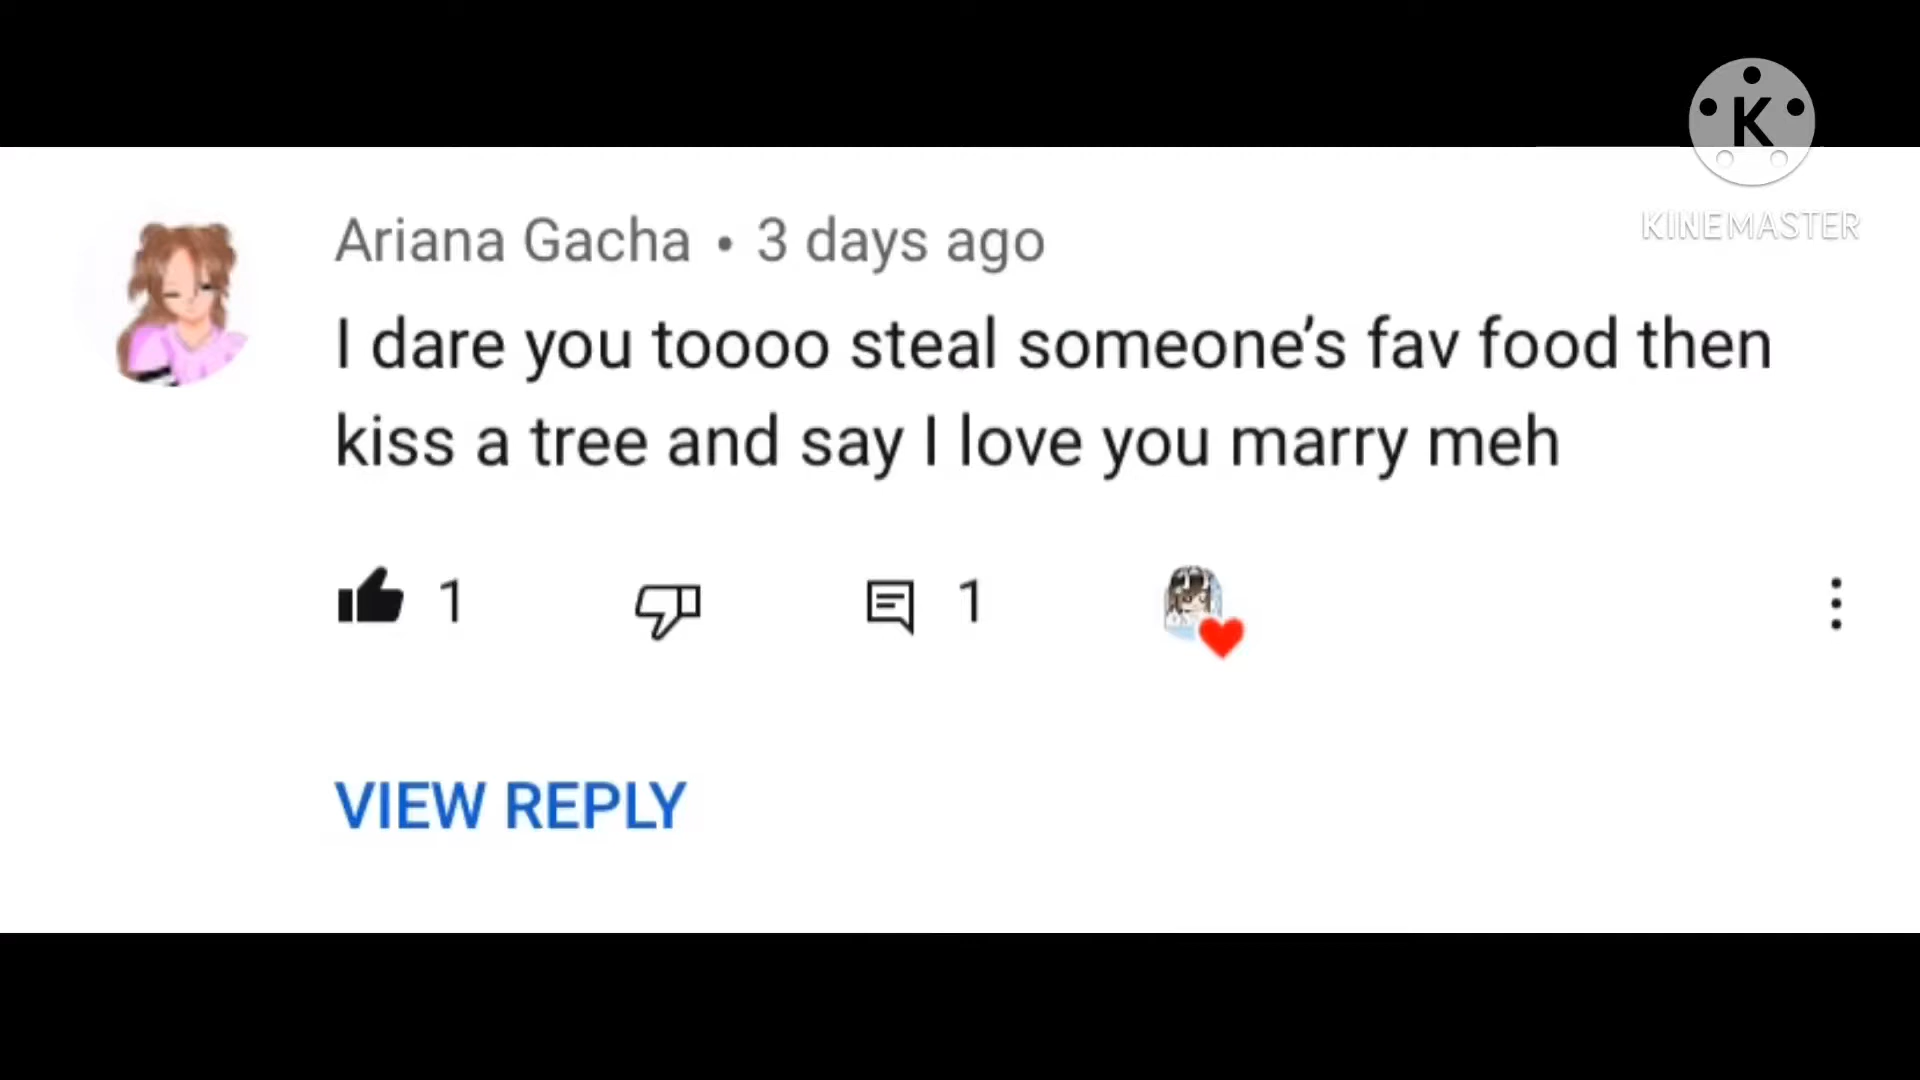 K
KINEMASTER
Ariana Gacha • 3 days ago
I dare you toooo steal someone’s fav food then
kiss a tree and say I love you marry meh
1
1
VIEW REPLY